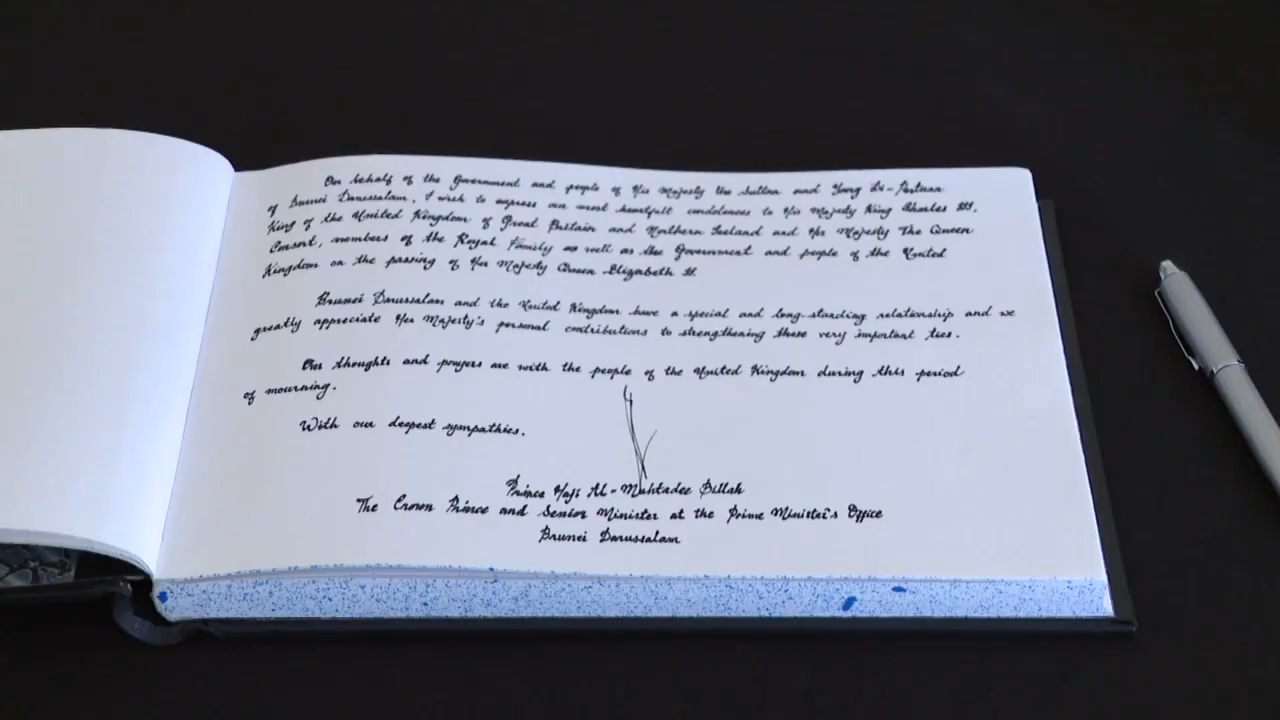 On behalf of the Government and people of His Majesty the Sultan and Yang Di-Pertuan
of Brunei Darussalam, I wish to express our most heartfelt condolences to His Majesty King Charles III,
King of the United Kingdom of Great Britain and Northern Ireland and Her Majesty The Queen
Consort, members of the Royal Family as well as the Government and people of the United
Kingdom on the passing of Her Majesty Queen Elizabeth II.
Brunei Darussalam and the United Kingdom have a special and long-standing relationship and we
greatly appreciate Her Majesty's personal contributions to strengthening these very important ties.
Our thoughts and prayers are with the people of the United Kingdom during this period
of mourning.
With our deepest sympathies,
Prince Haji Al-Muhtadee Billah
The Crown Prince and Senior Minister at the Prime Minister's Office
Brunei Darussalam